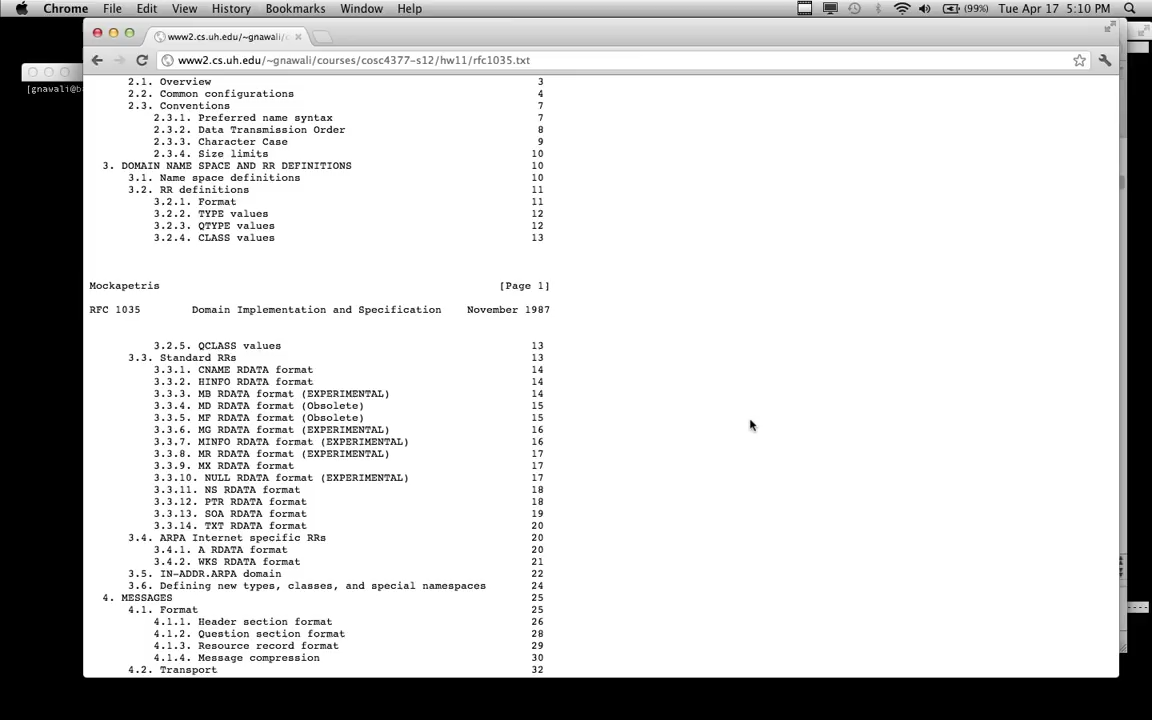 Chrome File Edit View History Bookmarks Window Help (99%) Tue Apr 17 5:10 PM
www2.cs.uh.edu/~gnawali/c
www2.cs.uh.edu/~gnawali/courses/cosc4377-s12/hw11/rfc1035.txt
[gnawali@b
2.1. Overview 3
2.2. Common configurations 4
2.3. Conventions 7
2.3.1. Preferred name syntax 7
2.3.2. Data Transmission Order 8
2.3.3. Character Case 9
2.3.4. Size limits 10
3. DOMAIN NAME SPACE AND RR DEFINITIONS 10
3.1. Name space definitions 10
3.2. RR definitions 11
3.2.1. Format 11
3.2.2. TYPE values 12
3.2.3. QTYPE values 12
3.2.4. CLASS values 13
Mockapetris [Page 1]
RFC 1035 Domain Implementation and Specification November 1987
3.2.5. QCLASS values 13
3.3. Standard RRs 13
3.3.1. CNAME RDATA format 14
3.3.2. HINFO RDATA format 14
3.3.3. MB RDATA format (EXPERIMENTAL) 14
3.3.4. MD RDATA format (Obsolete) 15
3.3.5. MF RDATA format (Obsolete) 15
3.3.6. MG RDATA format (EXPERIMENTAL) 16
3.3.7. MINFO RDATA format (EXPERIMENTAL) 16
3.3.8. MR RDATA format (EXPERIMENTAL) 17
3.3.9. MX RDATA format 17
3.3.10. NULL RDATA format (EXPERIMENTAL) 17
3.3.11. NS RDATA format 18
3.3.12. PTR RDATA format 18
3.3.13. SOA RDATA format 19
3.3.14. TXT RDATA format 20
3.4. ARPA Internet specific RRs 20
3.4.1. A RDATA format 20
3.4.2. WKS RDATA format 21
3.5. IN-ADDR.ARPA domain 22
3.6. Defining new types, classes, and special namespaces 24
4. MESSAGES 25
4.1. Format 25
4.1.1. Header section format 26
4.1.2. Question section format 28
4.1.3. Resource record format 29
4.1.4. Message compression 30
4.2. Transport 32